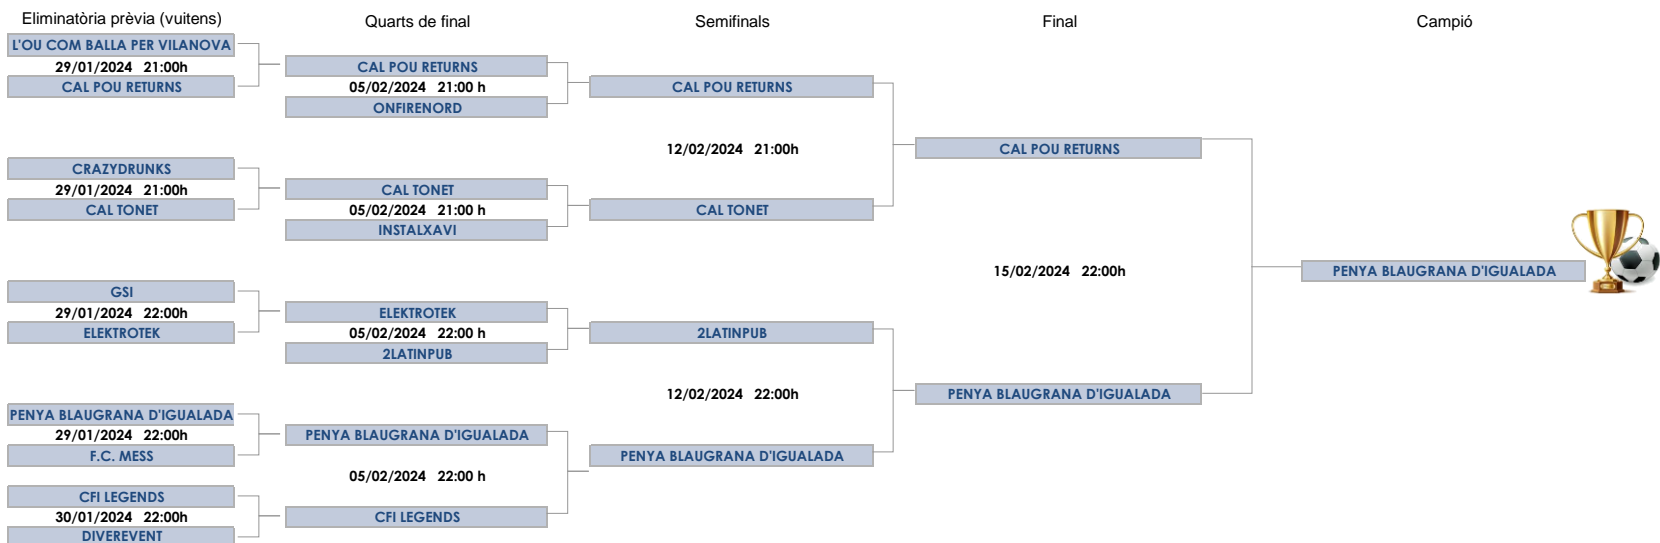 Eliminatòria prèvia (vuitens)
Quarts de final
Semifinals
Final
Campió
L'OU COM BALLA PER VILANOVA
29/01/2024 21:00h
CAL POU RETURNS
CRAZYDRUNKS
29/01/2024 21:00h
CAL TONET
GSI
29/01/2024 22:00h
ELEKTROTEK
PENYA BLAUGRANA D'IGUALADA
29/01/2024 22:00h
F.C. MESS
CFI LEGENDS
30/01/2024 22:00h
DIVEREVENT
CAL POU RETURNS
05/02/2024 21:00 h
ONFIRENORD
CAL TONET
05/02/2024 21:00 h
INSTALXAVI
ELEKTROTEK
05/02/2024 22:00 h
2LATINPUB
PENYA BLAUGRANA D'IGUALADA
05/02/2024 22:00 h
CFI LEGENDS
CAL POU RETURNS
12/02/2024 21:00h
CAL TONET
2LATINPUB
12/02/2024 22:00h
PENYA BLAUGRANA D'IGUALADA
CAL POU RETURNS
15/02/2024 22:00h
PENYA BLAUGRANA D'IGUALADA
PENYA BLAUGRANA D'IGUALADA